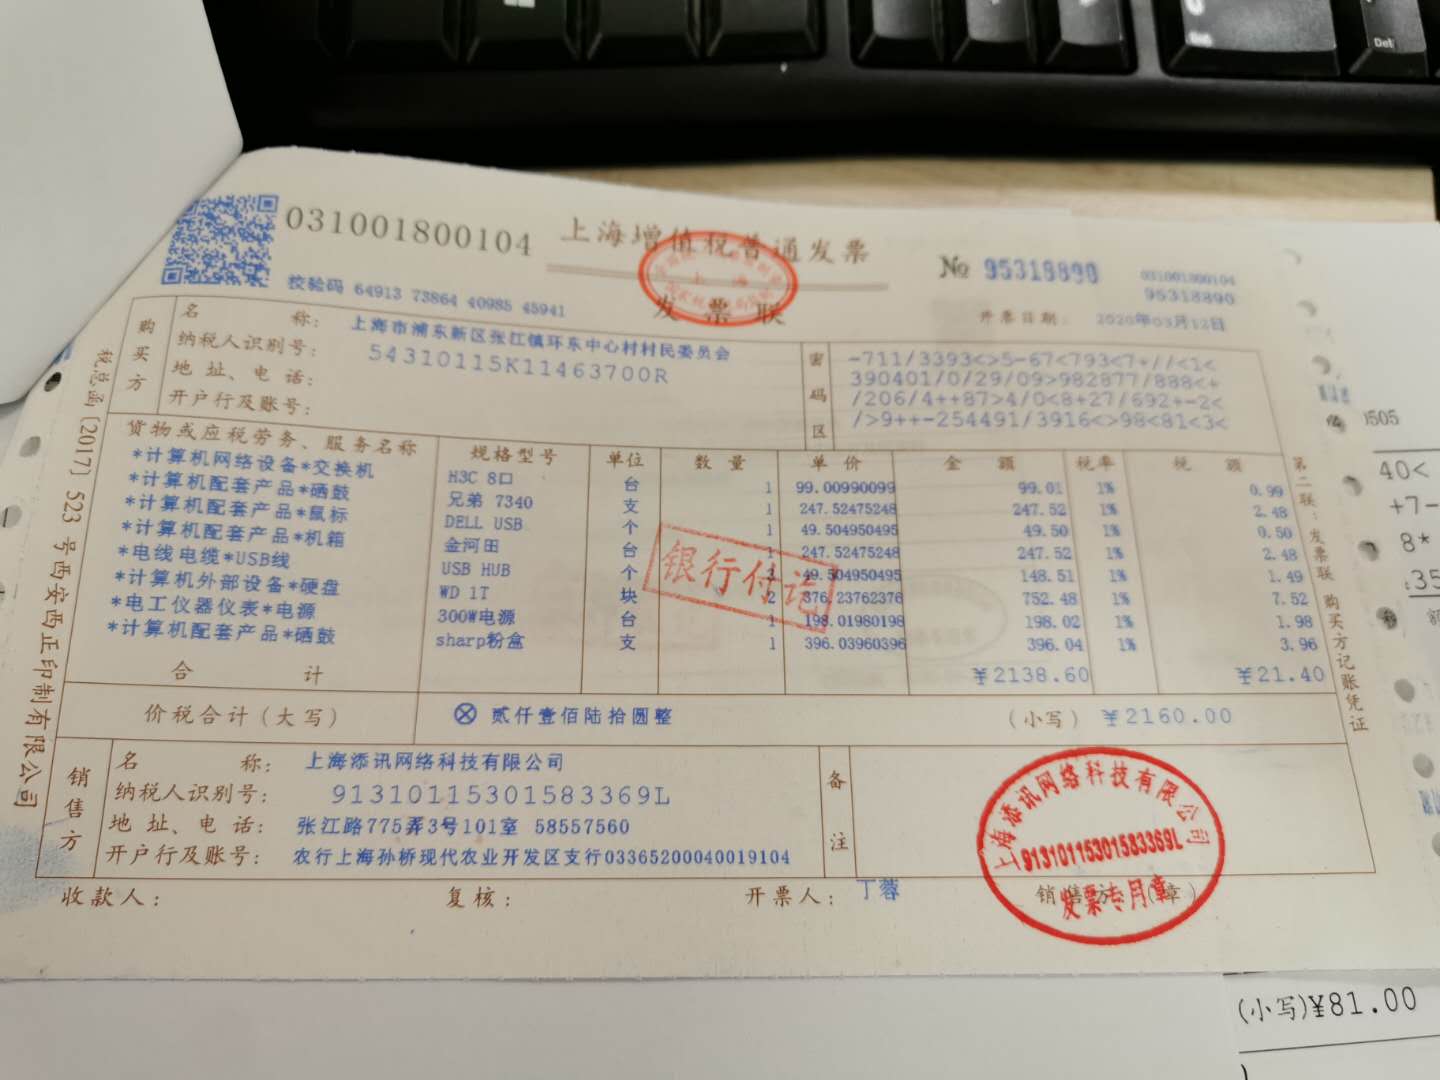 031001800104
上海增值税普通发票
发票联
№ 95318890
031001800104
95318890
校验码 64913 73864 40985 45941
开票日期: 2020年03月12日
购买方
名称: 上海市浦东新区张江镇环东中心村村民委员会
纳税人识别号: 54310115K11463700R
地址、电话:
开户行及账号:
密码区
-711/3393<>5-67<793<7+//<1<
390401/0/29/09>982877/888<+
/206/4++87>4/0<8+27/692+-2<
/>9++-254491/3916<>98<81<3<
货物或应税劳务、服务名称 规格型号 单位 数量 单价 金额 税率 税额
*计算机网络设备*交换机 H3C 8口 台 1 99.00990099 99.01 1% 0.99
*计算机配套产品*硒鼓 兄弟 7340 支 1 247.52475248 247.52 1% 2.48
*计算机配套产品*鼠标 DELL USB 个 1 49.504950495 49.50 1% 0.50
*计算机配套产品*机箱 金河田 台 1 247.52475248 247.52 1% 2.48
*电线电缆*USB线 USB HUB 个 3 49.504950495 148.51 1% 1.49
*计算机外部设备*硬盘 WD 1T 块 2 376.23762376 752.48 1% 7.52
*电工仪器仪表*电源 300W电源 台 1 198.01980198 198.02 1% 1.98
*计算机配套产品*硒鼓 sharp粉盒 支 1 396.03960396 396.04 1% 3.96
银行付讫
合计 ¥2138.60 ¥21.40
价税合计(大写) ⊗ 贰仟壹佰陆拾圆整 (小写) ¥2160.00
销售方
名称: 上海添讯网络科技有限公司
纳税人识别号: 91310115301583369L
地址、电话: 张江路775弄3号101室 58557560
开户行及账号: 农行上海孙桥现代农业开发区支行03365200040019104
备注
收款人: 复核: 开票人: 丁蓉 销售方:(章)
上海添讯网络科技有限公司
91310115301583369L
发票专用章
税总函〔2017〕523号西安西正印制有限公司
第二联:发票联 购买方记账凭证
0505
40<
+7-
8*
35
(小写)¥81.00
Del